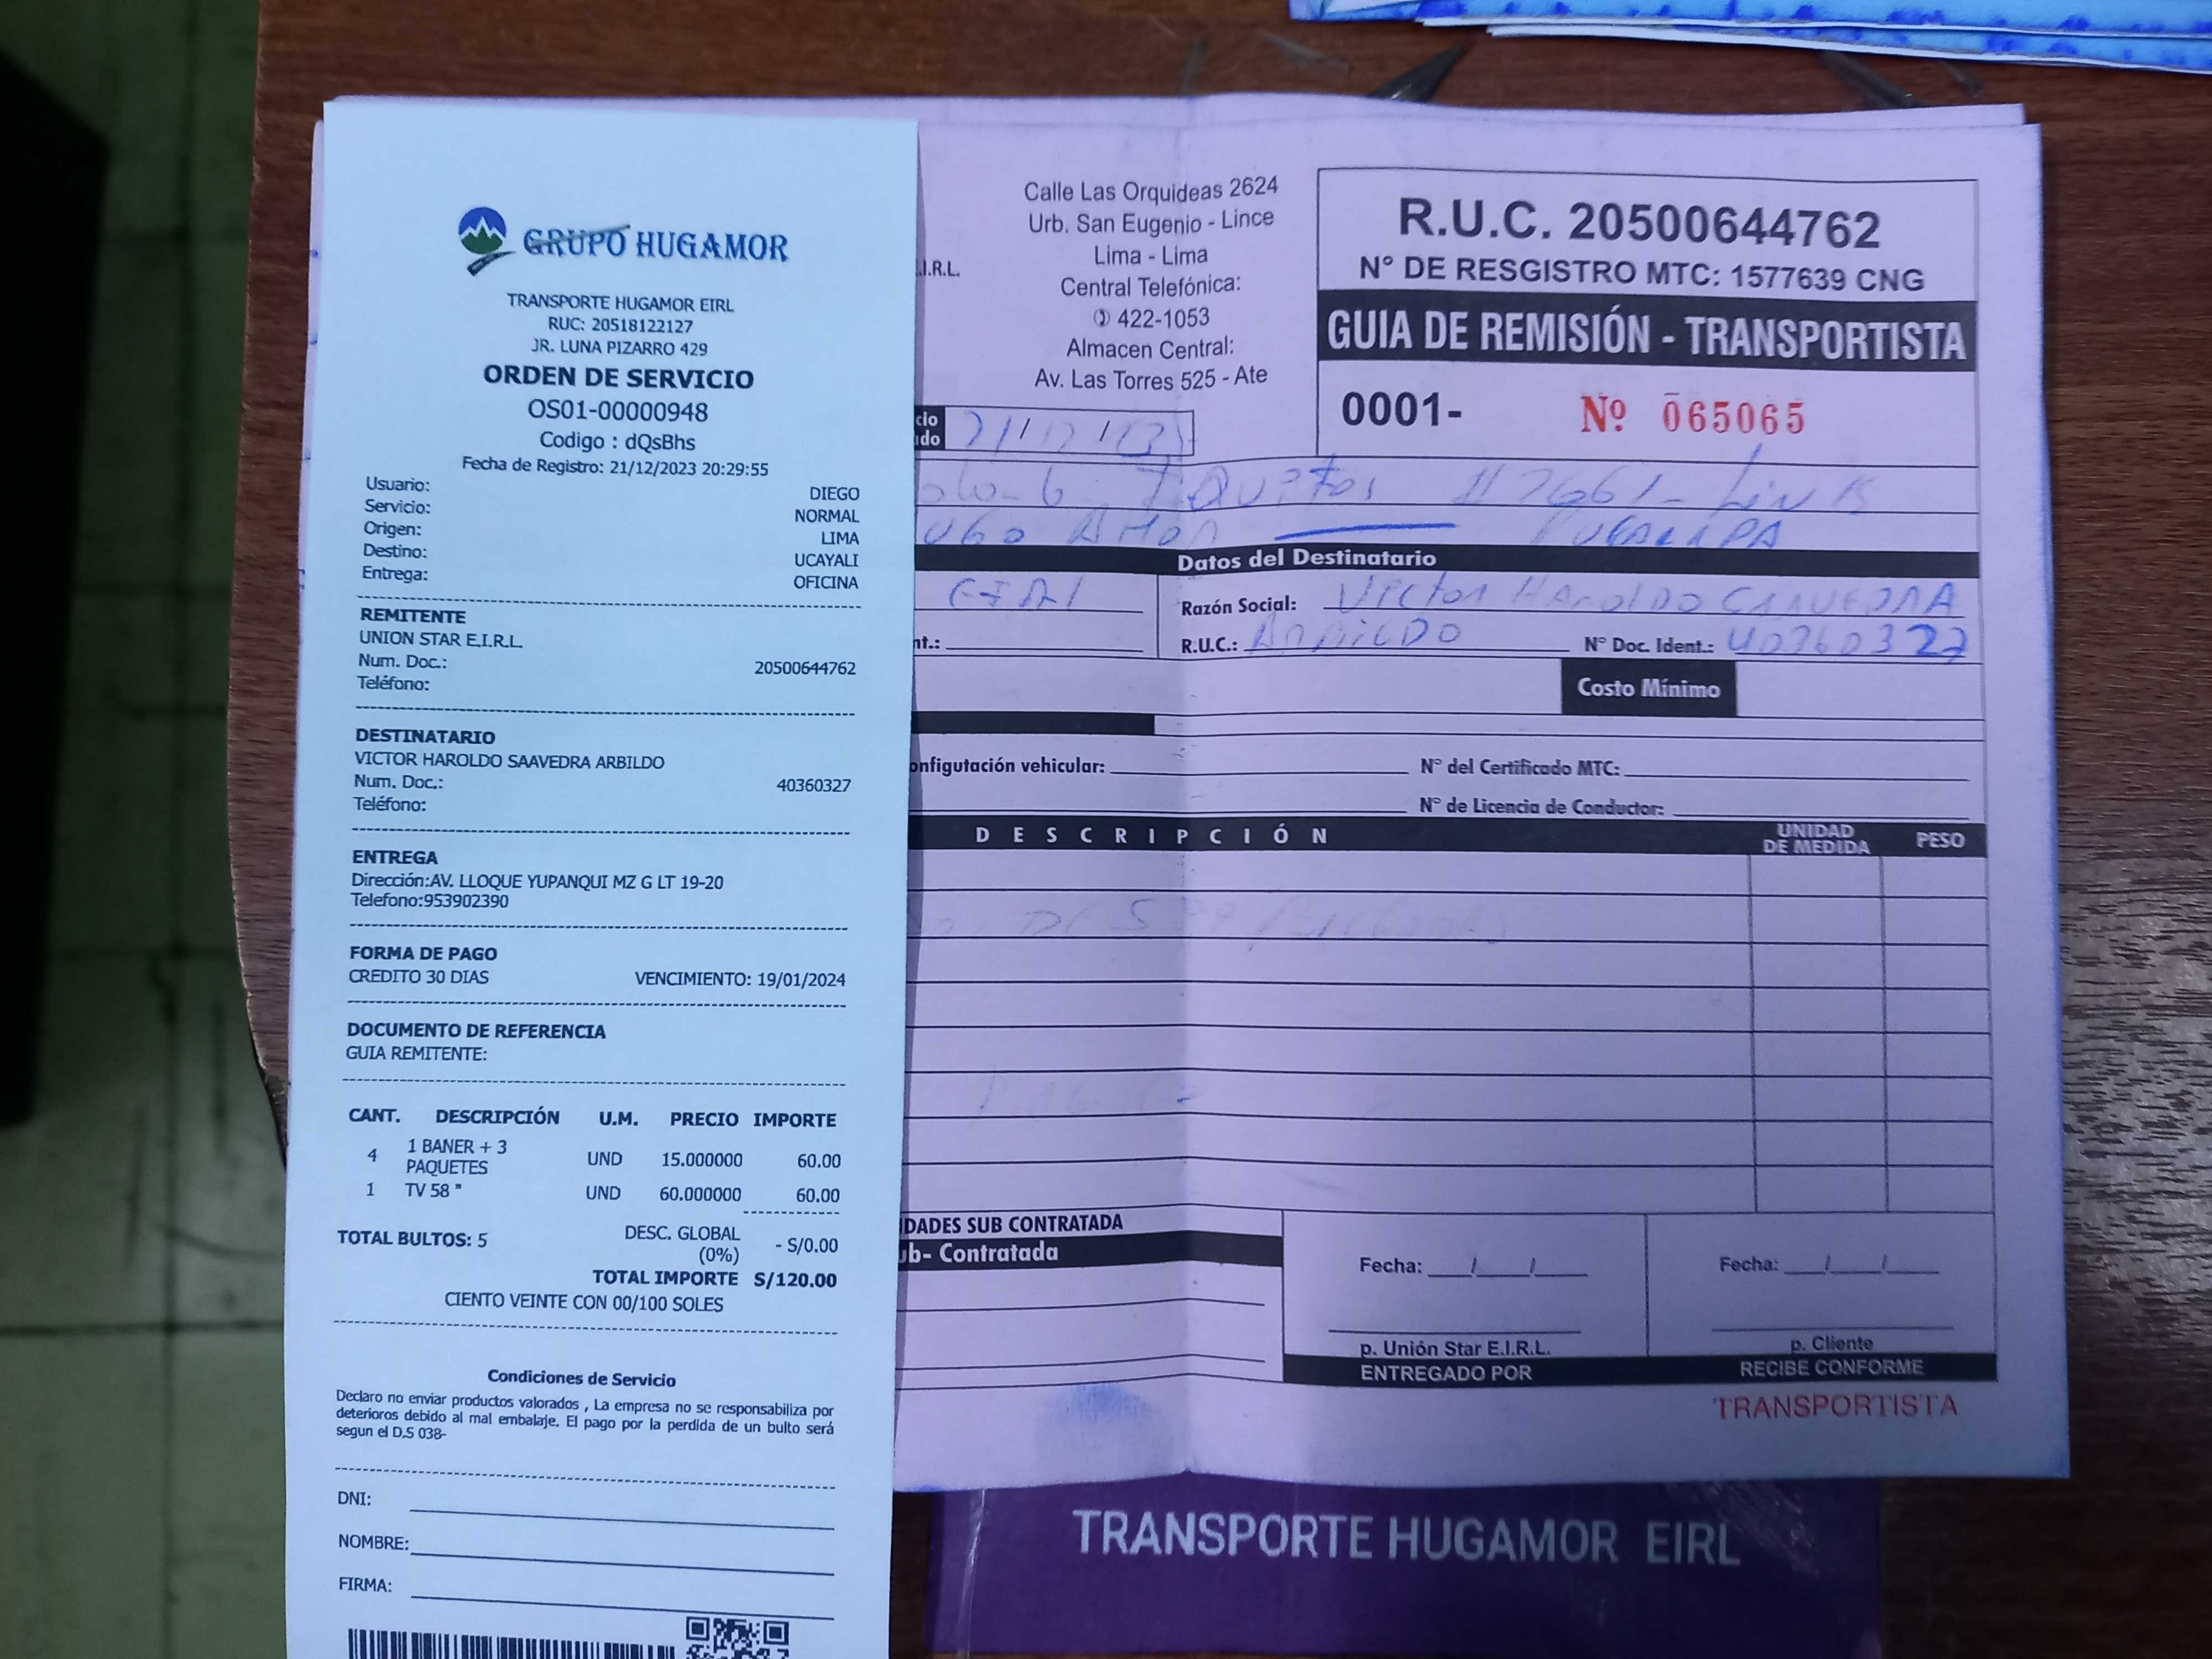 GRUPO HUGAMOR
TRANSPORTE HUGAMOR EIRL
RUC: 20518122127
JR. LUNA PIZARRO 429
ORDEN DE SERVICIO
OS01-00000948
Codigo : dQsBhs
Fecha de Registro: 21/12/2023 20:29:55
Usuario: DIEGO
Servicio: NORMAL
Origen: LIMA
Destino: UCAYALI
Entrega: OFICINA
REMITENTE
UNION STAR E.I.R.L.
Num. Doc.: 20500644762
Teléfono:
DESTINATARIO
VICTOR HAROLDO SAAVEDRA ARBILDO
Num. Doc.: 40360327
Teléfono:
ENTREGA
Dirección:AV. LLOQUE YUPANQUI MZ G LT 19-20
Telefono:953902390
FORMA DE PAGO
CREDITO 30 DIAS VENCIMIENTO: 19/01/2024
DOCUMENTO DE REFERENCIA
GUIA REMITENTE:
CANT. DESCRIPCIÓN U.M. PRECIO IMPORTE
4 1 BANER + 3 PAQUETES UND 15.000000 60.00
1 TV 58 " UND 60.000000 60.00
TOTAL BULTOS: 5 DESC. GLOBAL (0%) - S/0.00
TOTAL IMPORTE S/120.00
CIENTO VEINTE CON 00/100 SOLES
Condiciones de Servicio
Declaro no enviar productos valorados , La empresa no se responsabiliza por
deterioros debido al mal embalaje. El pago por la perdida de un bulto será
segun el D.S 038-
DNI:
NOMBRE:
FIRMA:
.I.R.L.
Calle Las Orquideas 2624
Urb. San Eugenio - Lince
Lima - Lima
Central Telefónica:
422-1053
Almacen Central:
Av. Las Torres 525 - Ate
R.U.C. 20500644762
N° DE RESGISTRO MTC: 1577639 CNG
GUIA DE REMISIÓN - TRANSPORTISTA
0001- Nº 065065
cio
do
Iquitos
PUCALLPA
Datos del Destinatario
Razón Social: Victor Haroldo SAAVEDRA
nt.: R.U.C.: ARBILDO N° Doc. Ident.: 40360327
Costo Mínimo
onfigutación vehicular: N° del Certificado MTC:
N° de Licencia de Conductor:
DESCRIPCIÓN UNIDAD DE MEDIDA PESO
DADES SUB CONTRATADA
ub- Contratada
Fecha: / / Fecha: / /
p. Unión Star E.I.R.L. p. Cliente
ENTREGADO POR RECIBE CONFORME
TRANSPORTISTA
TRANSPORTE HUGAMOR EIRL